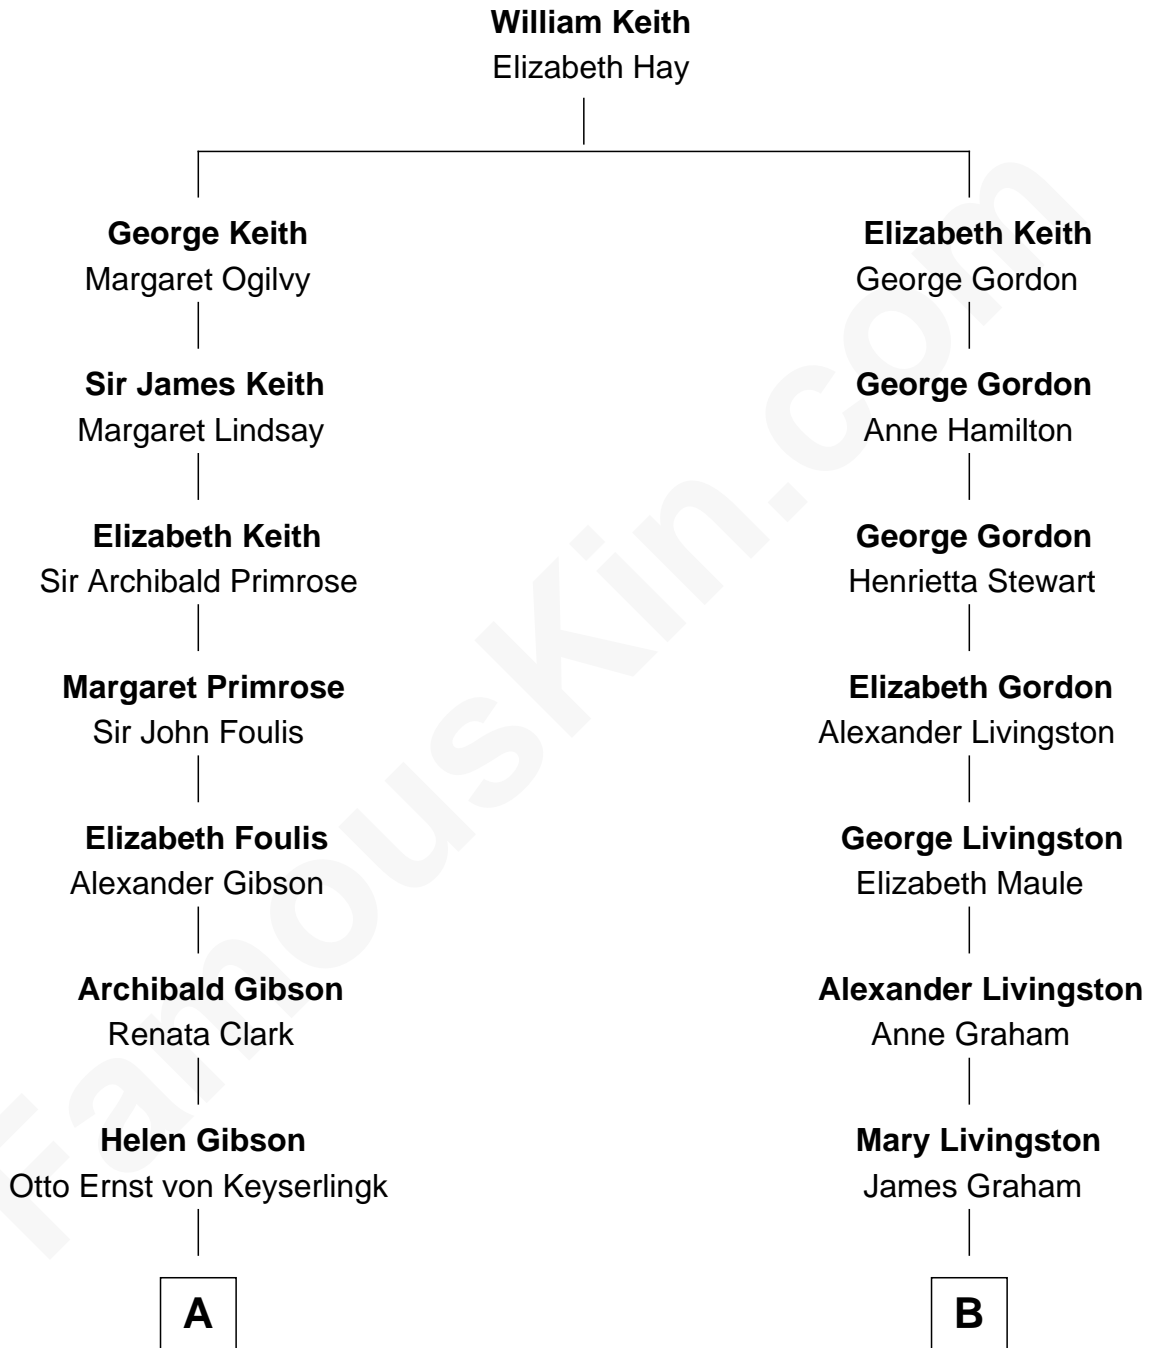 William Keith
Elizabeth Hay
George Keith
Margaret Ogilvy
Elizabeth Keith
George Gordon
Sir James Keith
Margaret Lindsay
George Gordon
Anne Hamilton
Elizabeth Keith
Sir Archibald Primrose
George Gordon
Henrietta Stewart
Margaret Primrose
Sir John Foulis
Elizabeth Gordon
Alexander Livingston
Elizabeth Foulis
Alexander Gibson
George Livingston
Elizabeth Maule
Archibald Gibson
Renata Clark
Alexander Livingston
Anne Graham
Helen Gibson
Otto Ernst von Keyserlingk
Mary Livingston
James Graham
A
B
FamousKin.com